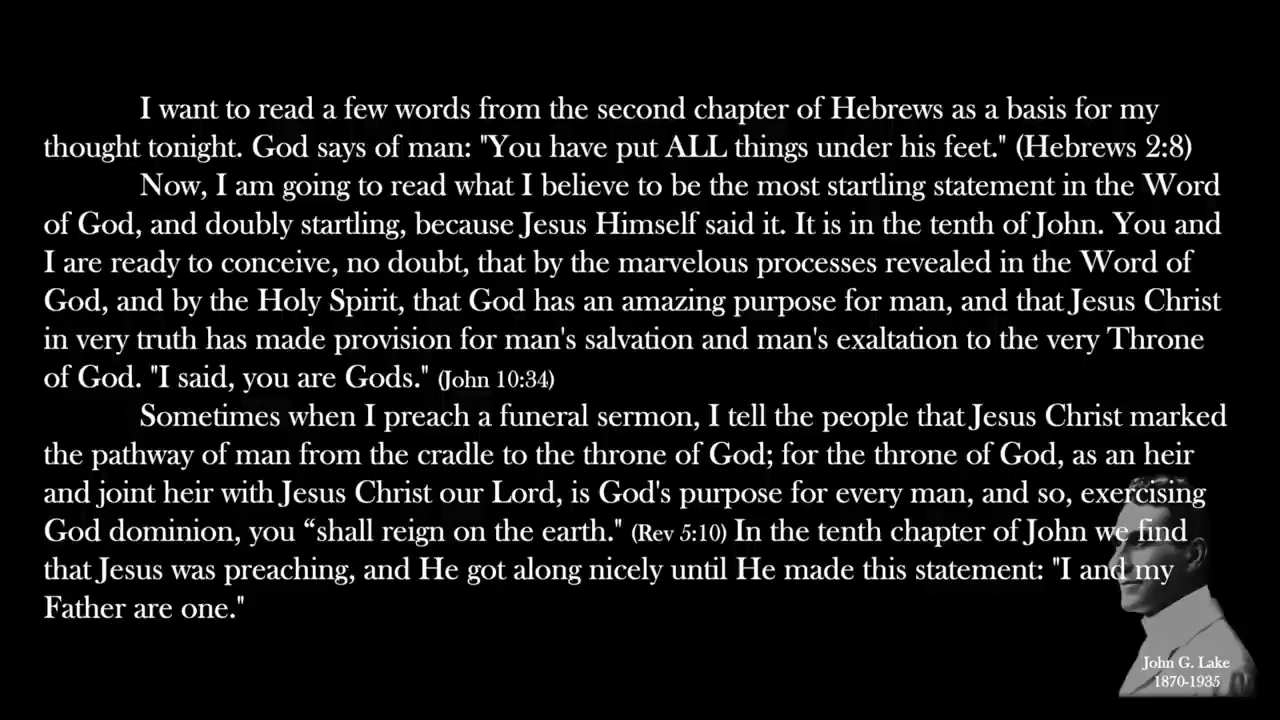 I want to read a few words from the second chapter of Hebrews as a basis for my
thought tonight. God says of man: "You have put ALL things under his feet." (Hebrews 2:8)
Now, I am going to read what I believe to be the most startling statement in the Word
of God, and doubly startling, because Jesus Himself said it. It is in the tenth of John. You and
I are ready to conceive, no doubt, that by the marvelous processes revealed in the Word of
God, and by the Holy Spirit, that God has an amazing purpose for man, and that Jesus Christ
in very truth has made provision for man's salvation and man's exaltation to the very Throne
of God. "I said, you are Gods." (John 10:34)
Sometimes when I preach a funeral sermon, I tell the people that Jesus Christ marked
the pathway of man from the cradle to the throne of God; for the throne of God, as an heir
and joint heir with Jesus Christ our Lord, is God's purpose for every man, and so, exercising
God dominion, you “shall reign on the earth." (Rev 5:10) In the tenth chapter of John we find
that Jesus was preaching, and He got along nicely until He made this statement: "I and my
Father are one."
John G. Lake
1870-1935